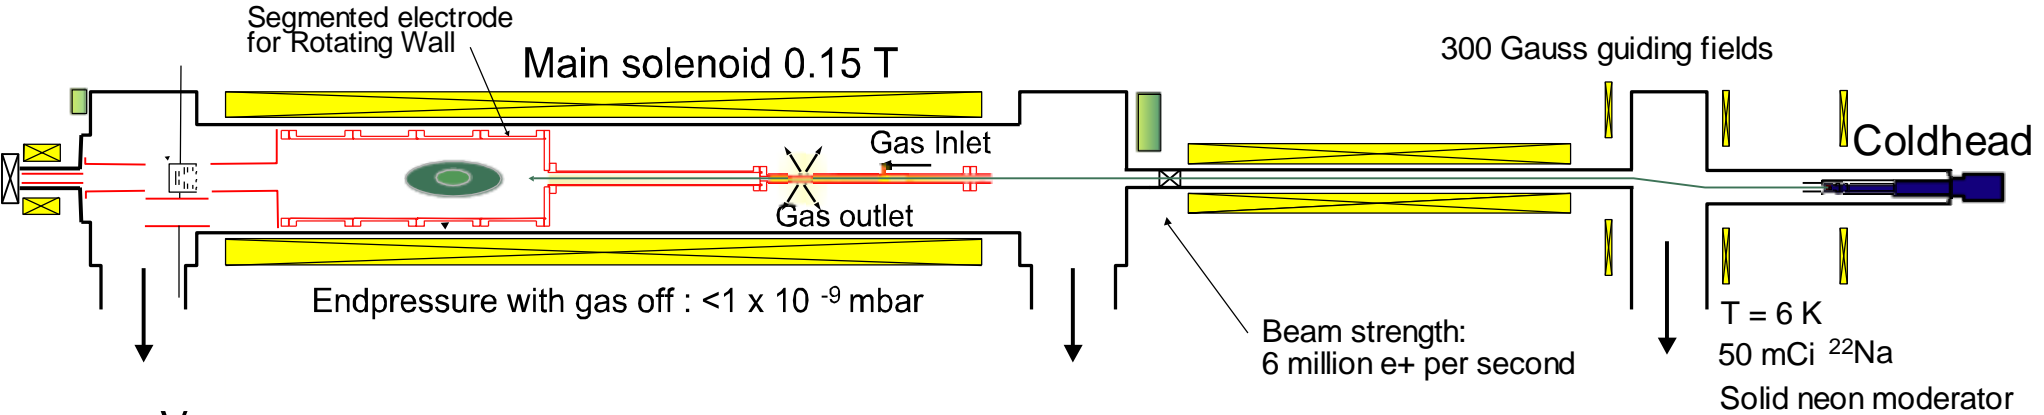 Segmented electrode
for Rotating Wall
Main solenoid 0.15 T
300 Gauss guiding fields
Gas Inlet
Coldhead
Gas outlet
Endpressure with gas off : <1 x 10 -9 mbar
Beam strength:
6 million e+ per second
T = 6 K
50 mCi 22Na
Solid neon moderator